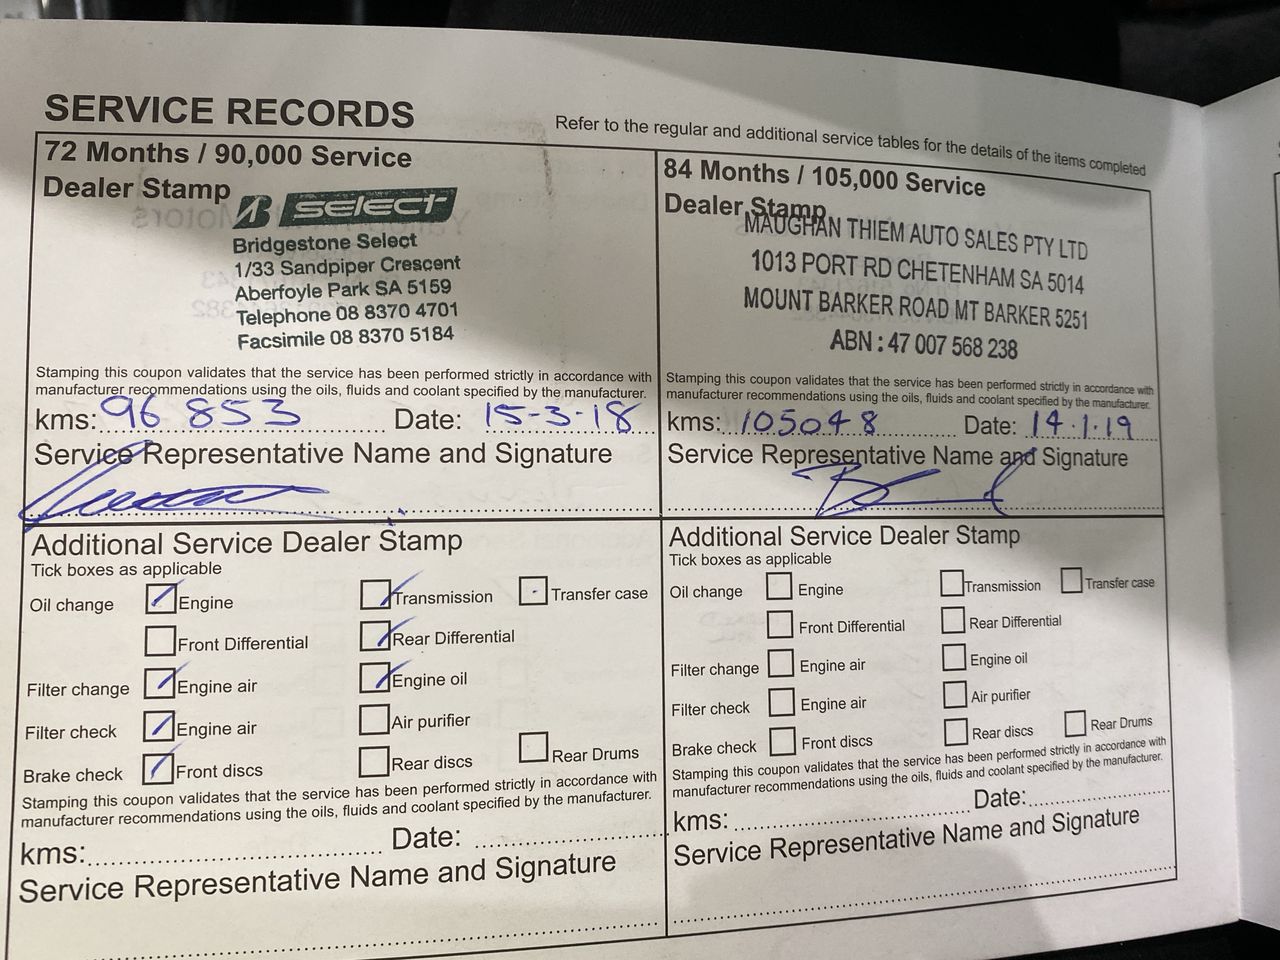 SERVICE RECORDS
Refer to the regular and additional service tables for the details of the items completed
72 Months / 90,000 Service
Dealer Stamp
SELECT
Bridgestone Select
1/33 Sandpiper Crescent
Aberfoyle Park SA 5159
Telephone 08 8370 4701
Facsimile 08 8370 5184
Stamping this coupon validates that the service has been performed strictly in accordance with
manufacturer recommendations using the oils, fluids and coolant specified by the manufacturer.
kms: 96 853 Date: 15-3-18
Service Representative Name and Signature
Additional Service Dealer Stamp
Tick boxes as applicable
Oil change Engine Transmission Transfer case
Front Differential Rear Differential
Filter change Engine air Engine oil
Filter check Engine air Air purifier
Brake check Front discs Rear discs Rear Drums
Stamping this coupon validates that the service has been performed strictly in accordance with
manufacturer recommendations using the oils, fluids and coolant specified by the manufacturer.
kms: Date:
Service Representative Name and Signature
84 Months / 105,000 Service
Dealer Stamp
MAUGHAN THIEM AUTO SALES PTY LTD
1013 PORT RD CHETENHAM SA 5014
MOUNT BARKER ROAD MT BARKER 5251
ABN : 47 007 568 238
Stamping this coupon validates that the service has been performed strictly in accordance with
manufacturer recommendations using the oils, fluids and coolant specified by the manufacturer.
kms: 105048 Date: 14.1.19
Service Representative Name and Signature
Additional Service Dealer Stamp
Tick boxes as applicable
Oil change Engine Transmission Transfer case
Front Differential Rear Differential
Filter change Engine air Engine oil
Filter check Engine air Air purifier
Brake check Front discs Rear discs Rear Drums
Stamping this coupon validates that the service has been performed strictly in accordance with
manufacturer recommendations using the oils, fluids and coolant specified by the manufacturer.
kms: Date:
Service Representative Name and Signature